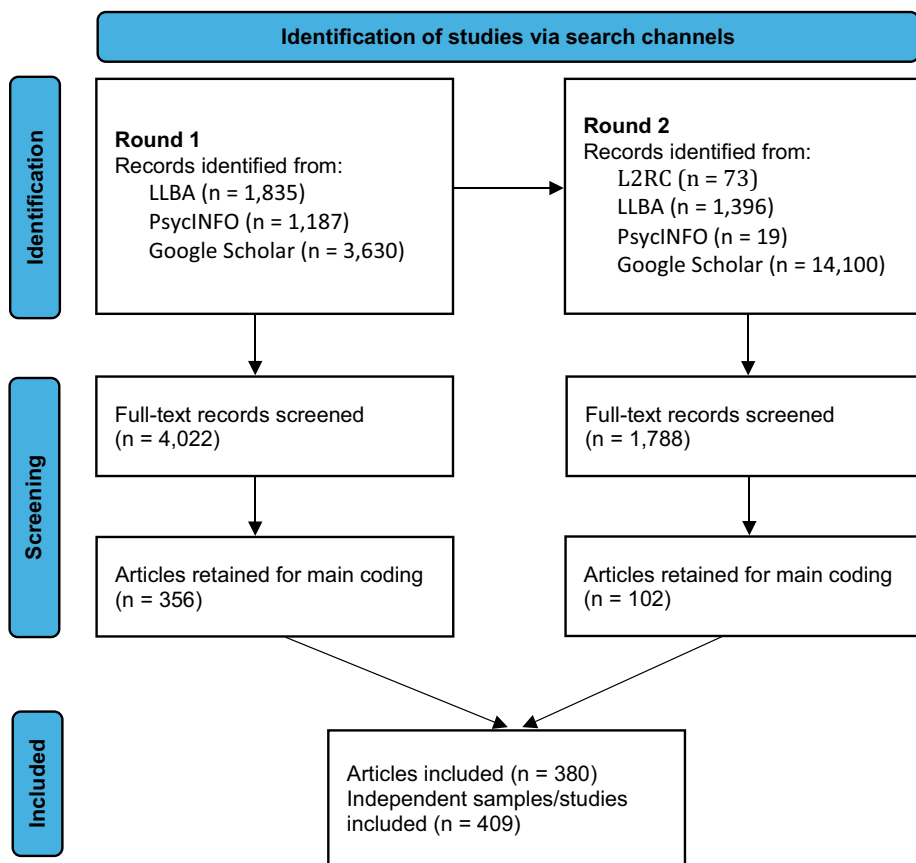 Identification of studies via search channels
Identification
Round 1
Records identified from:
LLBA (n = 1,835)
PsycINFO (n = 1,187)
Google Scholar (n = 3,630)
Round 2
Records identified from:
L2RC (n = 73)
LLBA (n = 1,396)
PsycINFO (n = 19)
Google Scholar (n = 14,100)
Screening
Full-text records screened
(n = 4,022)
Full-text records screened
(n = 1,788)
Articles retained for main coding
(n = 356)
Articles retained for main coding
(n = 102)
Included
Articles included (n = 380)
Independent samples/studies
included (n = 409)